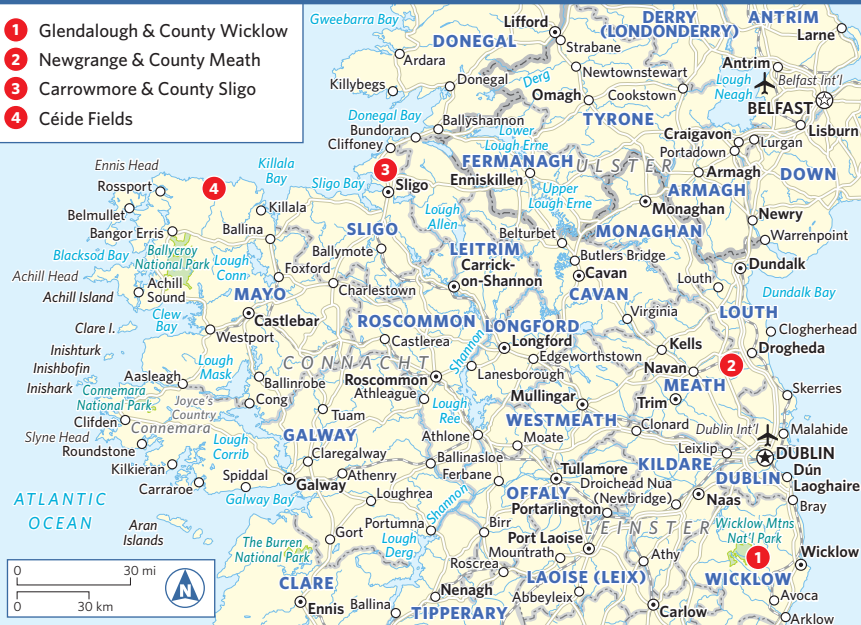 1 Glendalough & County Wicklow
2 Newgrange & County Meath
3 Carrowmore & County Sligo
4 Céide Fields
Gweebarra Bay
Lifford
DERRY
(LONDONDERRY)
ANTRIM
Larne
DONEGAL
Strabane
Ardara
Antrim
Newtownstewart
Lough
Neagh
Belfast Int'l
Killybegs
Donegal
Derg
Omagh
Cookstown
BELFAST
Donegal Bay
Ballyshannon
TYRONE
Bundoran
Cliffoney
Lower
Lough Erne
Craigavon
Lisburn
Lurgan
Portadown
Ennis Head
Killala
Bay
FERMANAGH
ULSTER
Armagh
DOWN
Rossport
4
Sligo Bay
3
Sligo
Enniskillen
Upper
Lough Erne
ARMAGH
Belmullet
Killala
Lough
Allen
Monaghan
Newry
Bangor Erris
Ballina
SLIGO
Belturbet
MONAGHAN
Warrenpoint
Blacksod Bay
Ballycroy
National Park
Lough
Conn
Ballymote
LEITRIM
Butlers Bridge
Dundalk
Achill Head
Foxford
Carrick-
on-Shannon
Cavan
Louth
Achill
Sound
Achill Island
MAYO
Charlestown
CAVAN
Dundalk Bay
Clare I.
Clew
Bay
Castlebar
Virginia
LOUTH
Westport
ROSCOMMON
LONGFORD
Clogherhead
Inishturk
Castlerea
Shannon
Longford
Kells
Drogheda
Inishbofin
Lough
Mask
CONNACHT
Edgeworthstown
2
Inishark
Aasleagh
Ballinrobe
Roscommon
Lanesborough
Navan
MEATH
Connemara
National Park
Joyce's
Country
Cong
Athleague
Mullingar
Trim
Skerries
Clifden
Connemara
Tuam
Lough
Ree
WESTMEATH
Slyne Head
Roundstone
Lough
Corrib
GALWAY
Athlone
Moate
Clonard
Dublin Int'l
Malahide
Kilkieran
Claregalway
Ballinasloe
Leixlip
DUBLIN
Carraroe
Spiddal
Galway
Athenry
Ferbane
Tullamore
KILDARE
DUBLIN
Dún
Laoghaire
ATLANTIC
OCEAN
Galway Bay
Loughrea
Shannon
OFFALY
Droichead Nua
(Newbridge)
Naas
Portarlington
Bray
Aran
Islands
Portumna
Birr
LEINSTER
Wicklow Mtns
Nat'l Park
The Burren
National Park
Gort
Lough
Derg
Port Laoise
Mountrath
Athy
1
Wicklow
0
30 mi
0
30 km
N
CLARE
Roscrea
LAOISE (LEIX)
WICKLOW
Nenagh
Abbeyleix
Avoca
Ennis
Ballina
TIPPERARY
Carlow
Arklow